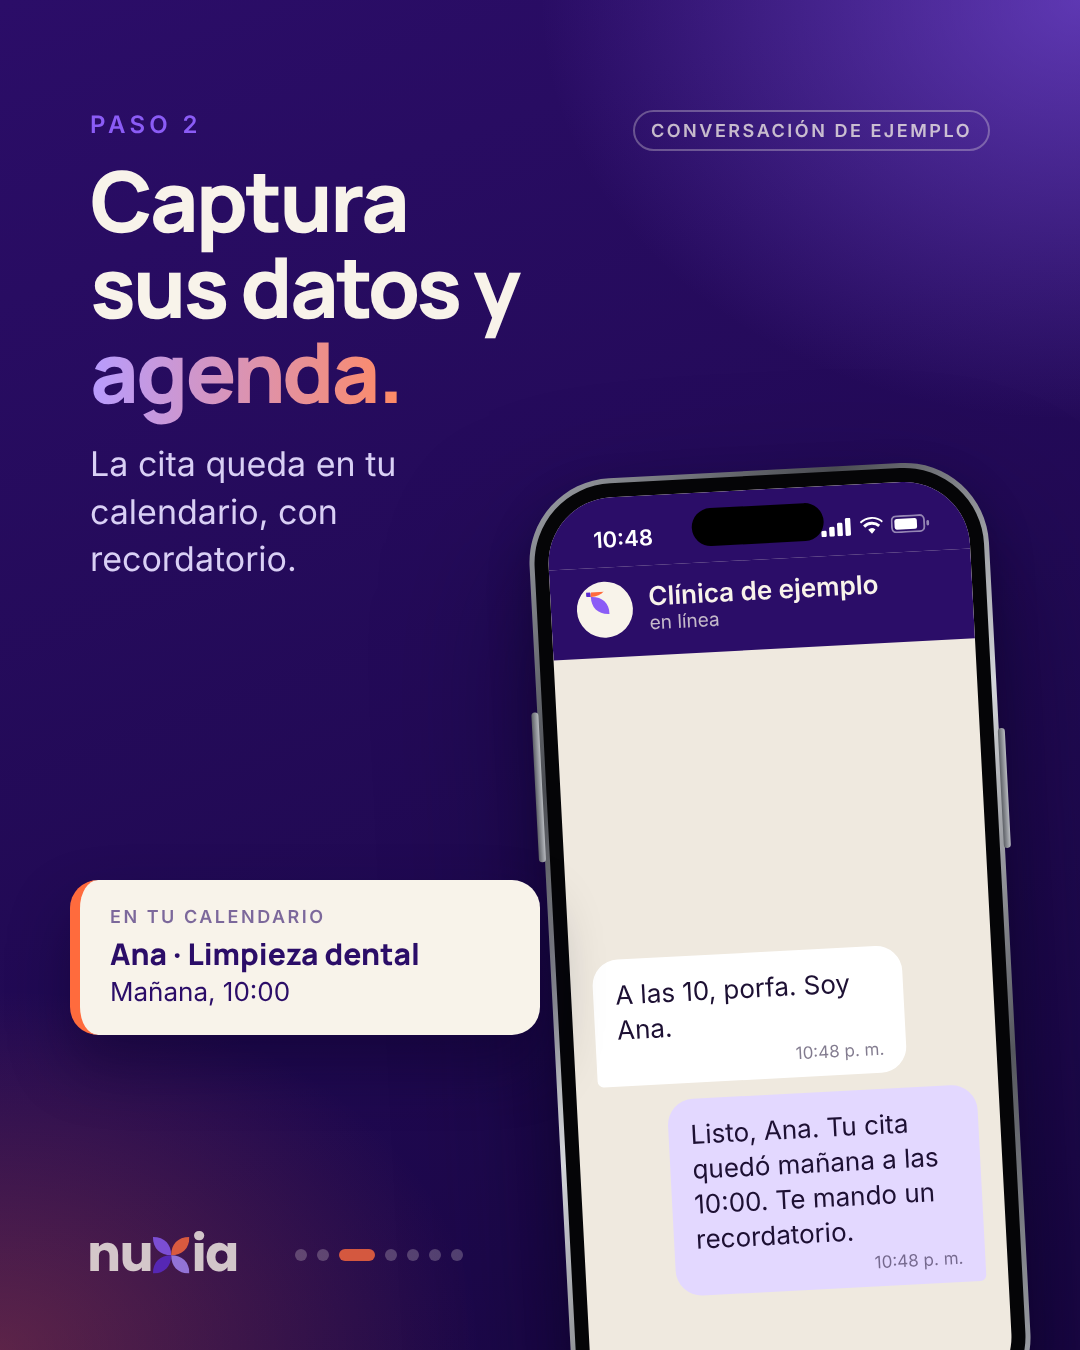 PASO 2
CONVERSACIÓN DE EJEMPLO
Captura
sus datos y
agenda.
La cita queda en tu
calendario, con
recordatorio.
10:48
Clínica de ejemplo
en línea
EN TU CALENDARIO
Ana · Limpieza dental
Mañana, 10:00
A las 10, porfa. Soy
Ana.
10:48 p. m.
Listo, Ana. Tu cita
quedó mañana a las
10:00. Te mando un
recordatorio.
10:48 p. m.
nuxia